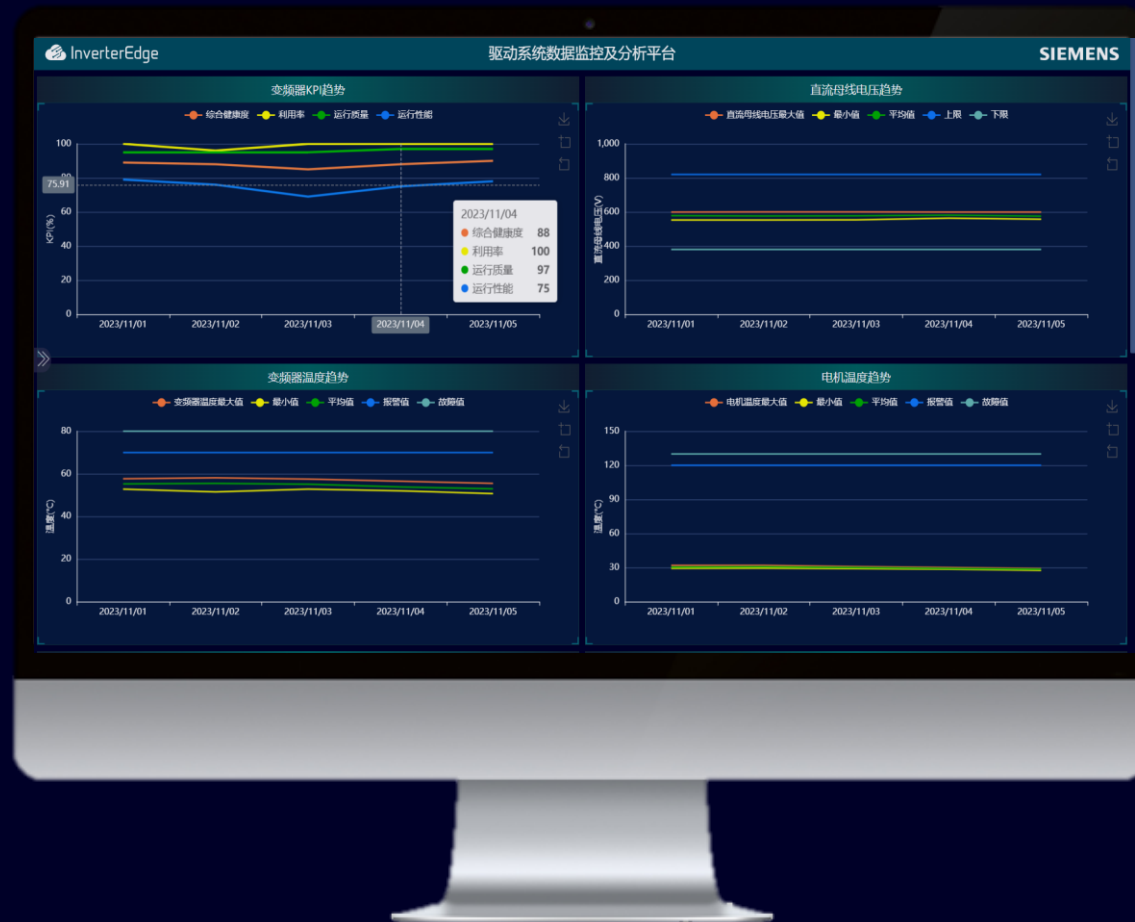 InverterEdge
驱动系统数据监控及分析平台
SIEMENS
变频器KPI趋势
综合健康度 利用率 运行质量 运行性能
KPI(%)
100
80
75.91
60
40
20
0
2023/11/01 2023/11/02 2023/11/03 2023/11/04 2023/11/05
2023/11/04
综合健康度 88
利用率 100
运行质量 97
运行性能 75
直流母线电压趋势
直流母线电压最大值 最小值 平均值 上限 下限
直流母线电压(V)
1,000
800
600
400
200
0
2023/11/01 2023/11/02 2023/11/03 2023/11/04 2023/11/05
变频器温度趋势
变频器温度最大值 最小值 平均值 报警值 故障值
温度(°C)
80
60
40
20
0
2023/11/01 2023/11/02 2023/11/03 2023/11/04 2023/11/05
电机温度趋势
电机温度最大值 最小值 平均值 报警值 故障值
温度(°C)
150
120
90
60
30
0
2023/11/01 2023/11/02 2023/11/03 2023/11/04 2023/11/05